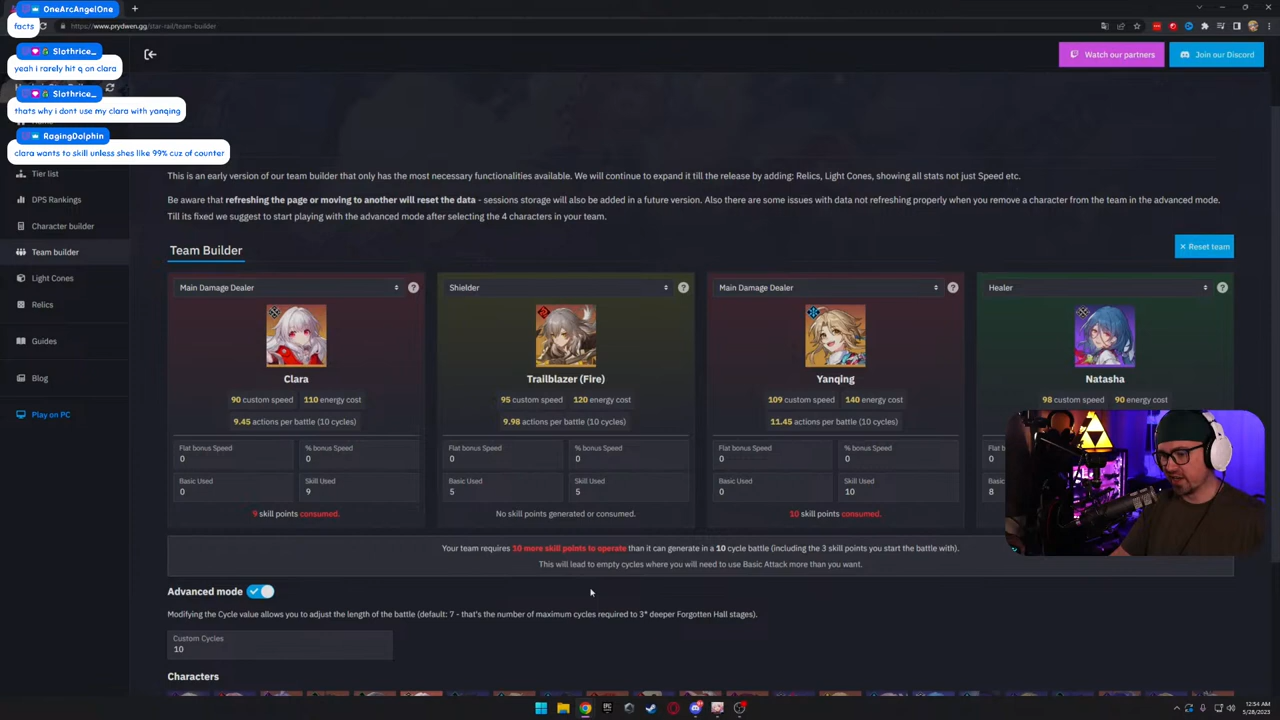 OneArcAngelOne
facts
https://www.prydwen.gg/star-rail/team-builder
Slothrice_
yeah i rarely hit q on clara
Slothrice_
thats why i dont use my clara with yanqing
RagingDolphin
clara wants to skill unless shes like 99% cuz of counter
Watch our partners
Join our Discord
Tier list
DPS Rankings
Character builder
Team builder
Light Cones
Relics
Guides
Blog
Play on PC
This is an early version of our team builder that only has the most necessary functionalities available. We will continue to expand it till the release by adding: Relics, Light Cones, showing all stats not just Speed etc.
Be aware that refreshing the page or moving to another will reset the data - sessions storage will also be added in a future version. Also there are some issues with data not refreshing properly when you remove a character from the team in the advanced mode.
Till its fixed we suggest to start playing with the advanced mode after selecting the 4 characters in your team.
Team Builder
Reset team
Main Damage Dealer
Clara
90 custom speed 110 energy cost
9.45 actions per battle (10 cycles)
Flat bonus Speed % bonus Speed
0 0
Basic Used Skill Used
0 9
9 skill points consumed.
Shielder
Trailblazer (Fire)
95 custom speed 120 energy cost
9.98 actions per battle (10 cycles)
Flat bonus Speed % bonus Speed
0 0
Basic Used Skill Used
5 5
No skill points generated or consumed.
Main Damage Dealer
Yanqing
109 custom speed 140 energy cost
11.45 actions per battle (10 cycles)
Flat bonus Speed % bonus Speed
0 0
Basic Used Skill Used
0 10
10 skill points consumed.
Healer
Natasha
98 custom speed 90 energy cost
0
8
Your team requires 10 more skill points to operate than it can generate in a 10 cycle battle (including the 3 skill points you start the battle with).
This will lead to empty cycles where you will need to use Basic Attack more than you want.
Advanced mode
Modifying the Cycle value allows you to adjust the length of the battle (default: 7 - that's the number of maximum cycles required to 3* deeper Forgotten Hall stages).
Custom Cycles
10
Characters
12:54 AM
5/28/2023